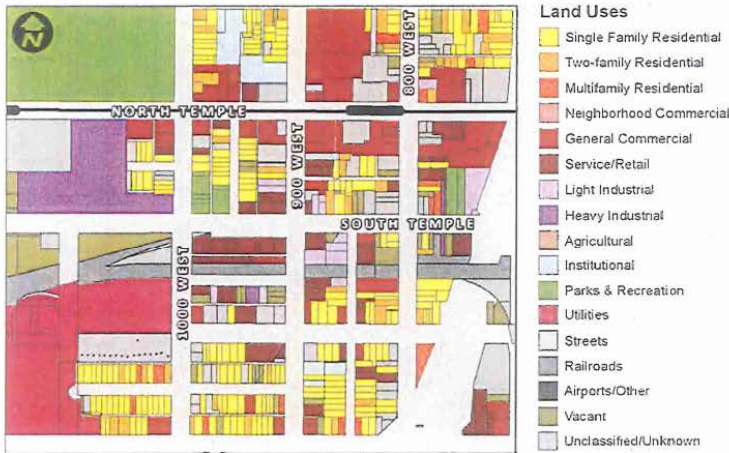 N
800 WEST
NORTH TEMPLE
900 WEST
SOUTH TEMPLE
1000 WEST
Land Uses
Single Family Residential
Two-family Residential
Multifamily Residential
Neighborhood Commercial
General Commercial
Service/Retail
Light Industrial
Heavy Industrial
Agricultural
Institutional
Parks & Recreation
Utilities
Streets
Railroads
Airports/Other
Vacant
Unclassified/Unknown